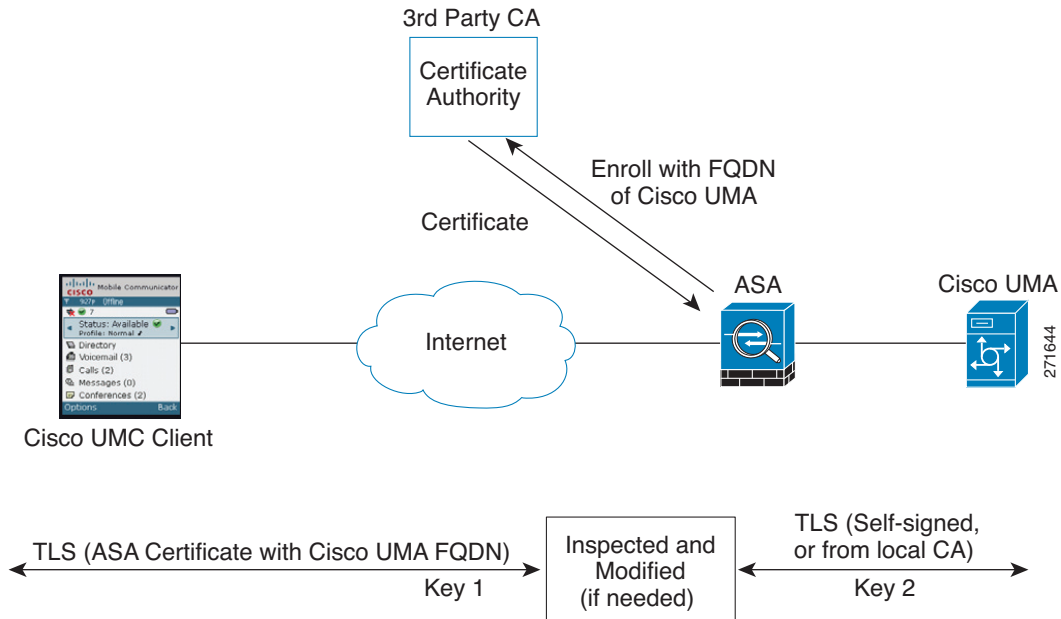 3rd Party CA
Certificate
Authority
Enroll with FQDN
of Cisco UMA
Certificate
ASA
Cisco UMA
Internet
271644
CISCO Mobile Communicator
9:27P Offline
7
Status: Available
Profile: Normal
Directory
Voicemail (3)
Calls (2)
Messages (0)
Conferences (2)
Options Back
Cisco UMC Client
TLS (ASA Certificate with Cisco UMA FQDN)
Key 1
Inspected and
Modified
(if needed)
TLS (Self-signed,
or from local CA)
Key 2